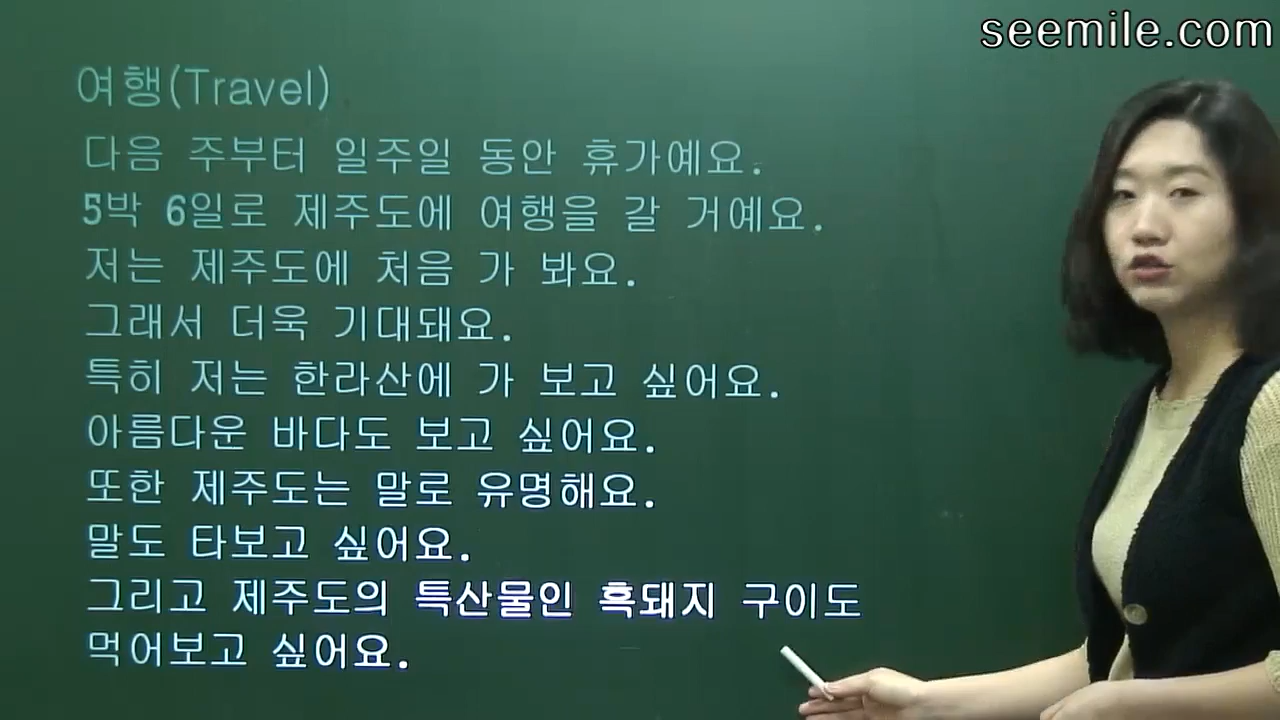 seemile.com
여행(Travel)
다음 주부터 일주일 동안 휴가예요.
5박 6일로 제주도에 여행을 갈 거예요.
저는 제주도에 처음 가 봐요.
그래서 더욱 기대돼요.
특히 저는 한라산에 가 보고 싶어요.
아름다운 바다도 보고 싶어요.
또한 제주도는 말로 유명해요.
말도 타보고 싶어요.
그리고 제주도의 특산물인 흑돼지 구이도
먹어보고 싶어요.